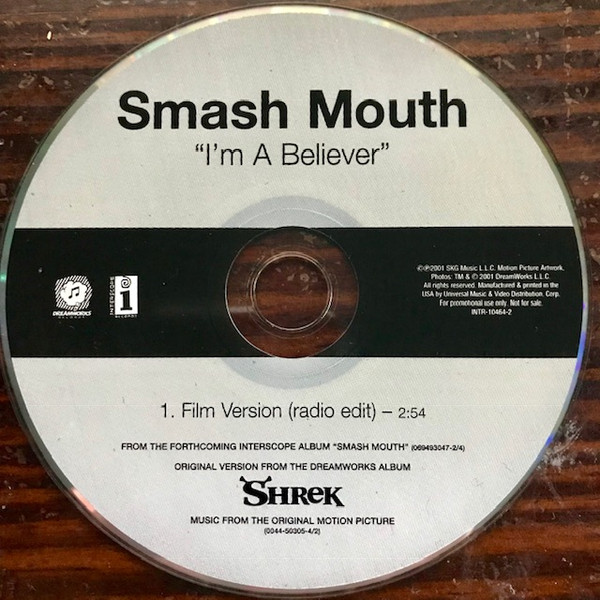 Smash Mouth
"I'm A Believer"
DREAMWORKS
RECORDS
INTERSCOPE
RECORDS
℗©2001 SKG Music L.L.C. Motion Picture Artwork,
Photos: TM & © 2001 DreamWorks L.L.C.
All rights reserved. Manufactured & printed in the
USA by Universal Music & Video Distribution, Corp.
For promotional use only. Not for sale.
INTR-10464-2
1. Film Version (radio edit) – 2:54
FROM THE FORTHCOMING INTERSCOPE ALBUM "SMASH MOUTH" (069493047-2/4)
ORIGINAL VERSION FROM THE DREAMWORKS ALBUM
SHREK
MUSIC FROM THE ORIGINAL MOTION PICTURE
(0044-50305-4/2)